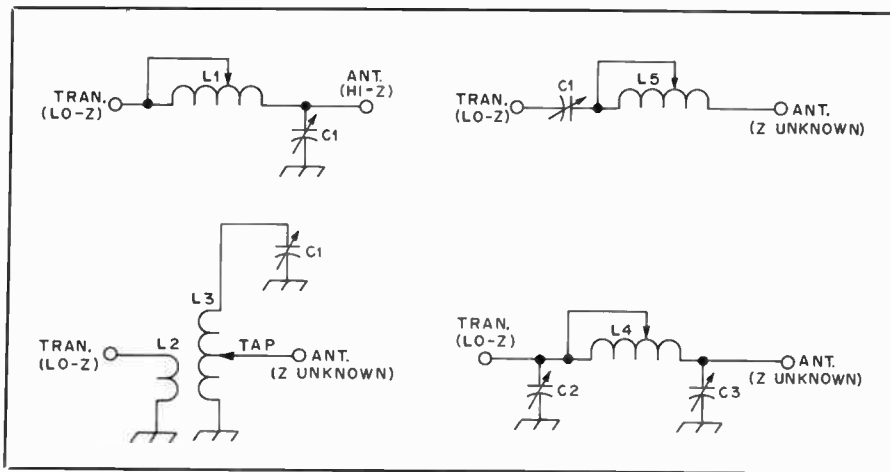 L1
TRAN.
(LO-Z)
ANT.
(HI-Z)
C1
C1
L5
TRAN.
(LO-Z)
ANT.
(Z UNKNOWN)
C1
L3
L2
TRAN.
(LO-Z)
TAP
ANT.
(Z UNKNOWN)
L4
TRAN.
(LO-Z)
C2
C3
ANT.
(Z UNKNOWN)